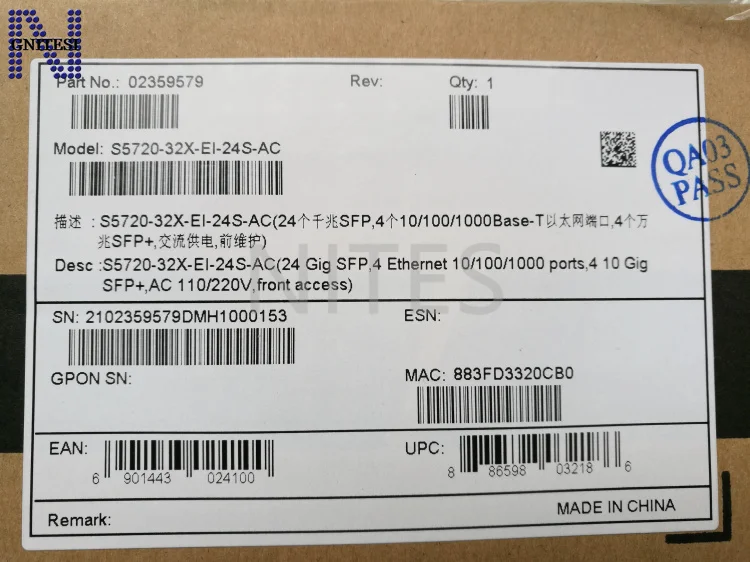 GNITESI
Part No.: 02359579 Rev: Qty: 1
Model: S5720-32X-EI-24S-AC
QA03
PASS
描述 : S5720-32X-EI-24S-AC(24个千兆SFP,4个10/100/1000Base-T以太网端口,4个万
兆SFP+,交流供电,前维护)
Desc :S5720-32X-EI-24S-AC(24 Gig SFP,4 Ethernet 10/100/1000 ports,4 10 Gig
SFP+,AC 110/220V,front access)
NITES
SN: 2102359579DMH1000153 ESN:
GPON SN: MAC: 883FD3320CB0
EAN: UPC:
6 901443 024100 8 86598 03218 6
Remark: MADE IN CHINA